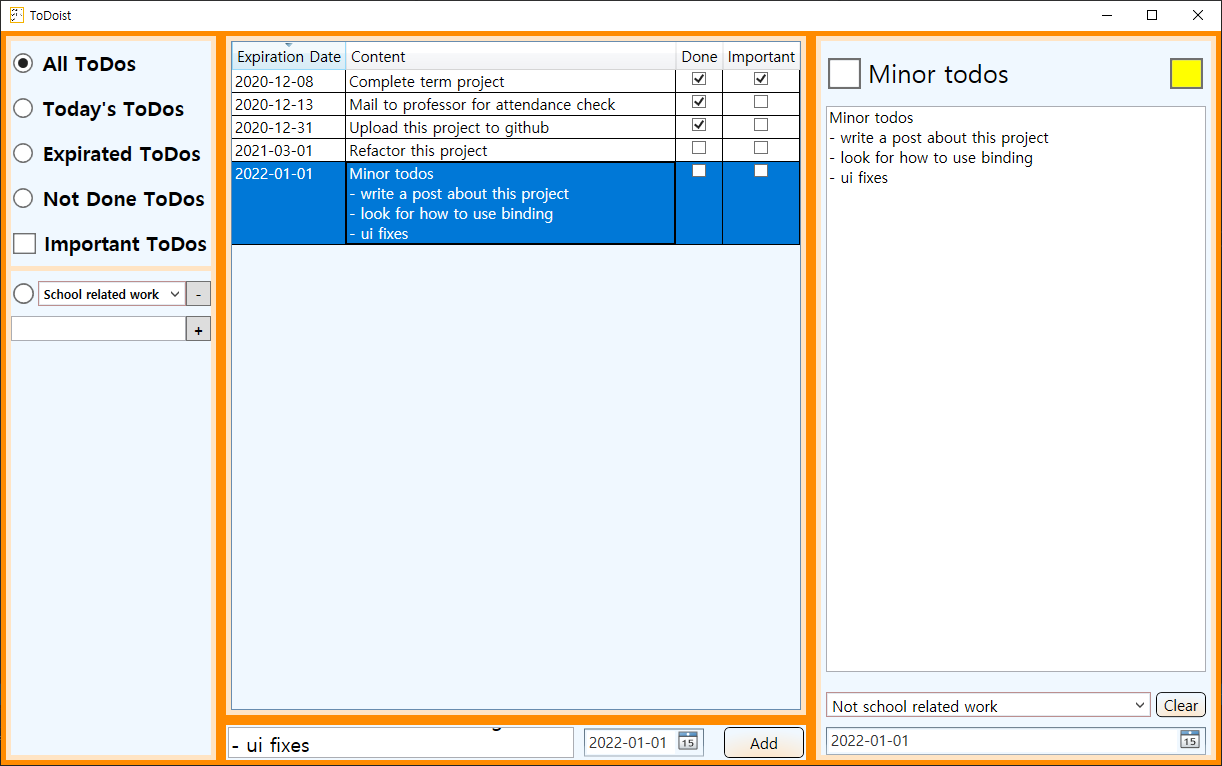 ToDoist
All ToDos
Today's ToDos
Expirated ToDos
Not Done ToDos
Important ToDos
School related work
-
+
Expiration Date Content Done Important
2020-12-08 Complete term project
2020-12-13 Mail to professor for attendance check
2020-12-31 Upload this project to github
2021-03-01 Refactor this project
2022-01-01 Minor todos
- write a post about this project
- look for how to use binding
- ui fixes
- ui fixes
2022-01-01 15
Add
Minor todos
Minor todos
- write a post about this project
- look for how to use binding
- ui fixes
Not school related work
Clear
2022-01-01 15